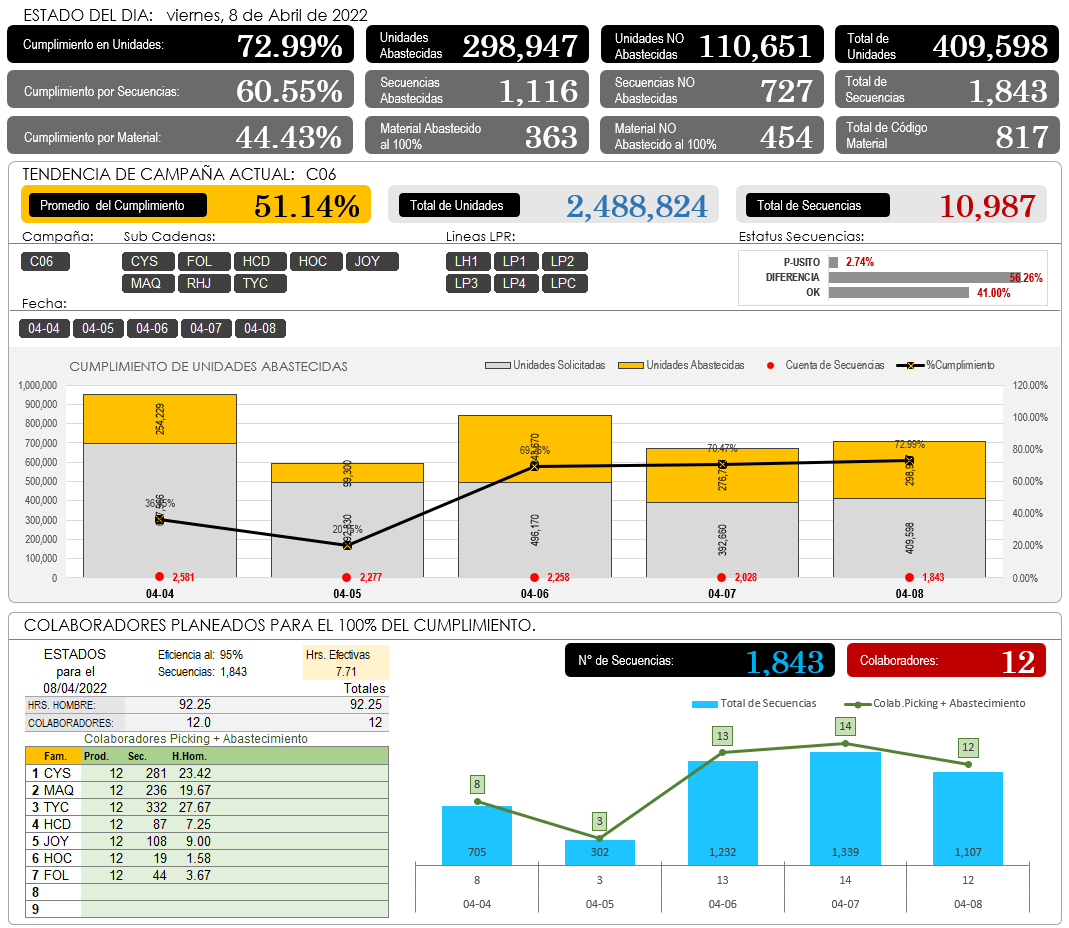 ESTADO DEL DIA: viernes, 8 de Abril de 2022
Cumplimiento en Unidades: 72.99%
Unidades Abastecidas 298,947
Unidades NO Abastecidas 110,651
Total de Unidades 409,598
Cumplimiento por Secuencias: 60.55%
Secuencias Abastecidas 1,116
Secuencias NO Abastecidas 727
Total de Secuencias 1,843
Cumplimiento por Material: 44.43%
Material Abastecido al 100% 363
Material NO Abastecido al 100% 454
Total de Código Material 817
TENDENCIA DE CAMPAÑA ACTUAL: C06
Promedio del Cumplimiento 51.14%
Total de Unidades 2,488,824
Total de Secuencias 10,987
Campaña: Sub Cadenas: Lineas LPR: Estatus Secuencias:
C06
CYS FOL HCD HOC JOY
MAQ RHJ TYC
LH1 LP1 LP2
LP3 LP4 LPC
P-USITO 2.74%
DIFERENCIA 56.26%
OK 41.00%
Fecha:
04-04 04-05 04-06 04-07 04-08
CUMPLIMIENTO DE UNIDADES ABASTECIDAS
Unidades Solicitadas Unidades Abastecidas Cuenta de Secuencias %Cumplimiento
1,000,000 120.00%
900,000
800,000 100.00%
700,000
600,000 80.00%
500,000 60.00%
400,000
300,000 40.00%
200,000 20.00%
100,000
0 0.00%
254,229 99,300
69.26% 70.47% 72.99%
496,170 392,660 409,598
2,581 2,277 2,258 2,028 1,843
04-04 04-05 04-06 04-07 04-08
COLABORADORES PLANEADOS PARA EL 100% DEL CUMPLIMIENTO.
ESTADOS para el 08/04/2022
Eficiencia al: 95%
Secuencias: 1,843
Hrs. Efectivas
7.71
Totales
HRS. HOMBRE: 92.25 92.25
COLABORADORES: 12.0 12
Colaboradores Picking + Abastecimiento
Fam. Prod. Sec. H.Hom.
1 CYS 12 281 23.42
2 MAQ 12 236 19.67
3 TYC 12 332 27.67
4 HCD 12 87 7.25
5 JOY 12 108 9.00
6 HOC 12 19 1.58
7 FOL 12 44 3.67
8
9
N° de Secuencias: 1,843
Colaboradores: 12
Total de Secuencias Colab.Picking + Abastecimiento
8 3 13 14 12
705 302 1,232 1,339 1,107
8 3 13 14 12
04-04 04-05 04-06 04-07 04-08